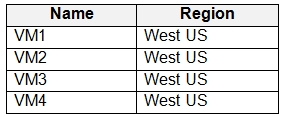 Name Region
VM1 West US
VM2 West US
VM3 West US
VM4 West US